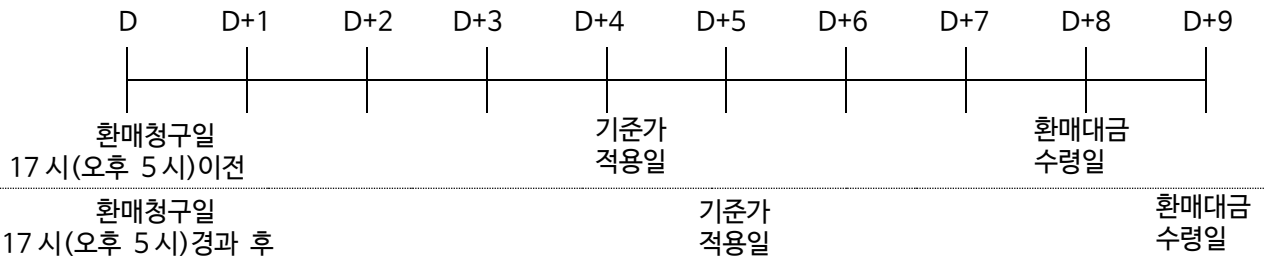 D D+1 D+2 D+3 D+4 D+5 D+6 D+7 D+8 D+9
환매청구일 기준가 환매대금
17시(오후 5시)이전 적용일 수령일
환매청구일 기준가 환매대금
17시(오후 5시)경과 후 적용일 수령일